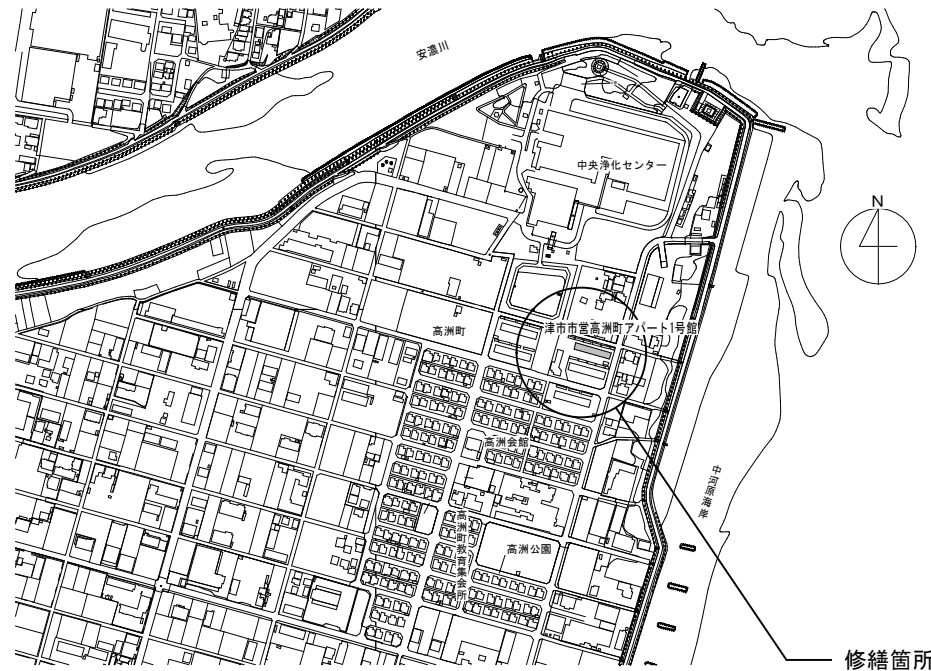 安濃川
中央浄化センター
N
高洲町
津市市営高洲町アパート1号館
高洲会館
中河原海岸
高洲町教育集会所
高洲公園
修繕箇所